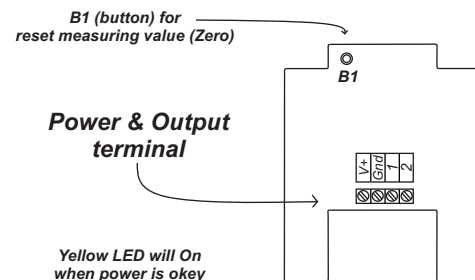 B1 (button) for
reset measuring value (Zero)
B1
Power & Output
terminal
V+
Gnd
1
2
Yellow LED will On
when power is okey